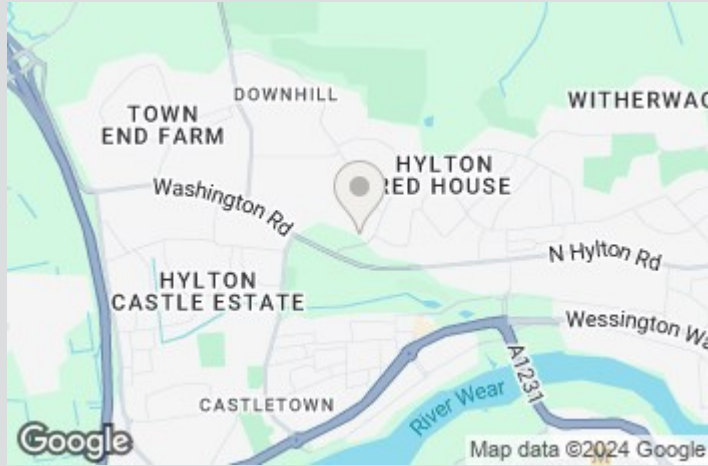 DOWNHILL
TOWN
END FARM
WITHERWAC
HYLTON
RED HOUSE
Washington Rd
N Hylton Rd
HYLTON
CASTLE ESTATE
Wessington Wa
A1231
River Wear
CASTLETOWN
M
Google
Map data ©2024 Google